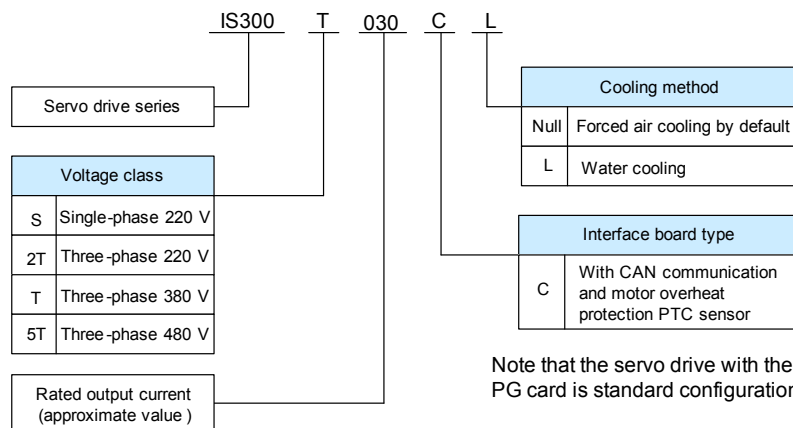 IS300 T 030 C L
Servo drive series
Voltage class
S Single-phase 220 V
2T Three-phase 220 V
T Three-phase 380 V
5T Three-phase 480 V
Rated output current
(approximate value )
Cooling method
Null Forced air cooling by default
L Water cooling
Interface board type
C With CAN communication
and motor overheat
protection PTC sensor
Note that the servo drive with the
PG card is standard configuration